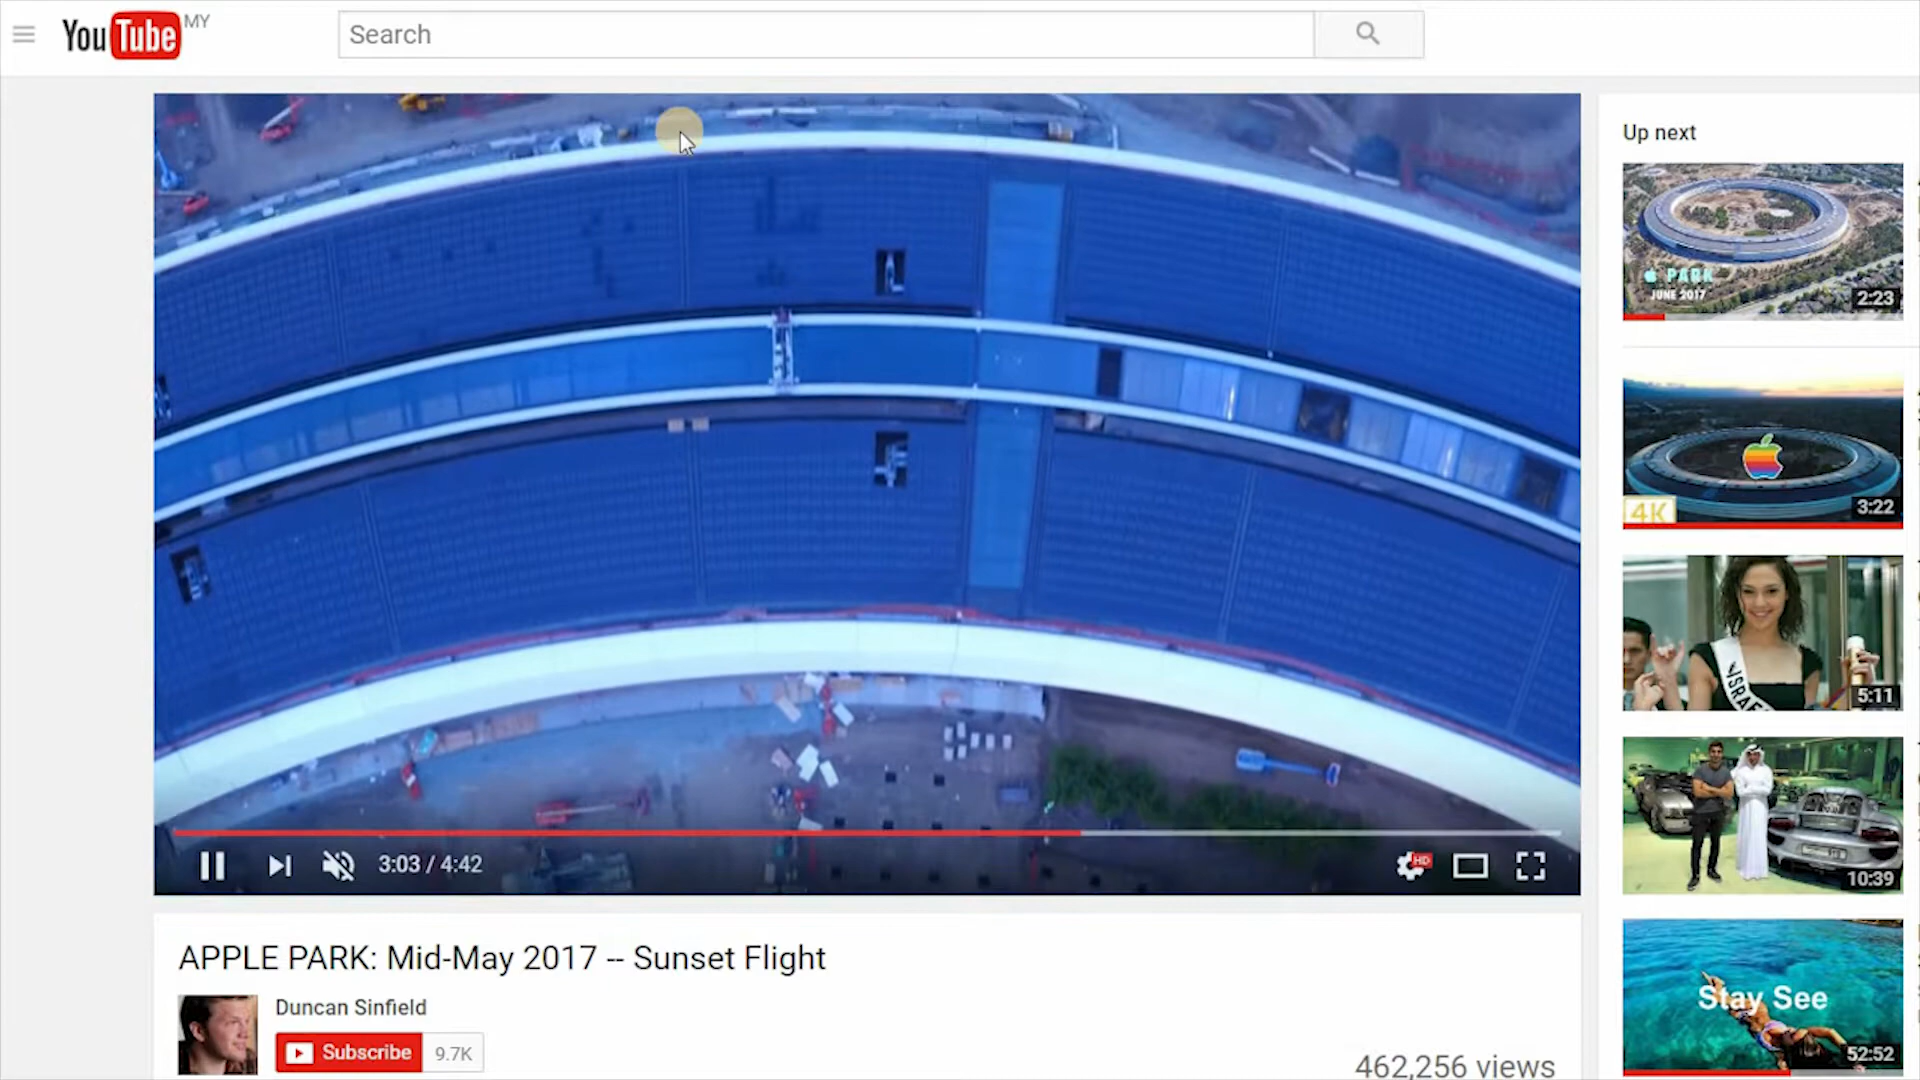 YouTube MY
Search
Up next
PARK
JUNE 2017
2:23
4K
3:22
ISRAE
5:11
10:39
Stay See
52:52
HD
3:03 / 4:42
APPLE PARK: Mid-May 2017 -- Sunset Flight
Duncan Sinfield
Subscribe 9.7K
462,256 views